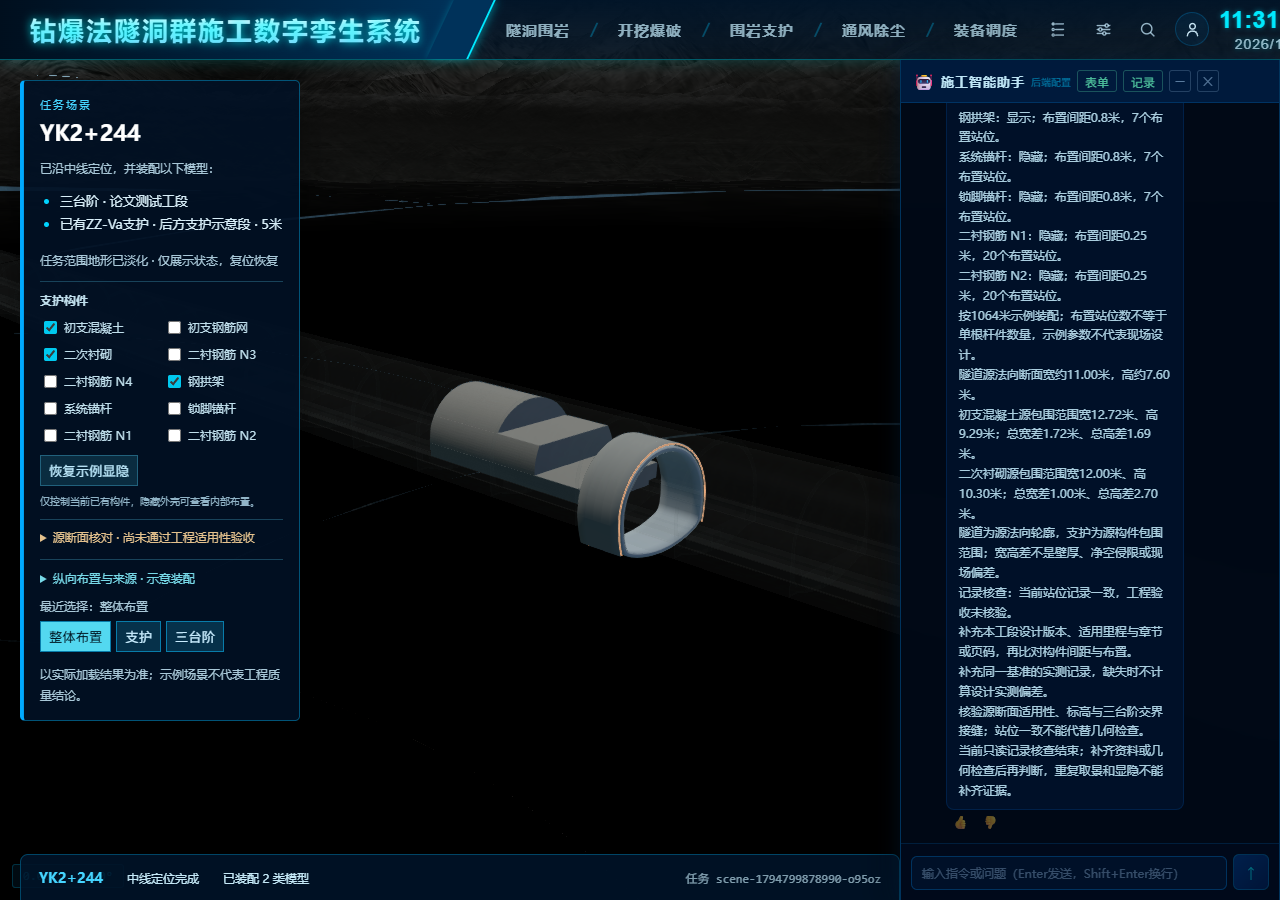 钻爆法隧洞群施工数字孪生系统
隧洞围岩 / 开挖爆破 / 围岩支护 / 通风除尘 / 装备调度
11:31
2026/1
任务场景
YK2+244
已沿中线定位，并装配以下模型：
三台阶 · 论文测试工段
已有ZZ-Va支护 · 后方支护示意段 · 5米
任务范围地形已淡化 · 仅展示状态，复位恢复
支护构件
初支混凝土 初支钢筋网
二次衬砌 二衬钢筋 N3
二衬钢筋 N4 钢拱架
系统锚杆 锁脚锚杆
二衬钢筋 N1 二衬钢筋 N2
恢复示例显隐
仅控制当前已有构件，隐藏外壳可查看内部布置。
源断面核对 · 尚未通过工程适用性验收
纵向布置与来源 · 示意装配
最近选择：整体布置
整体布置 支护 三台阶
以实际加载结果为准；示例场景不代表工程质
量结论。
施工智能助手 后端配置 表单 记录
钢拱架：显示；布置间距0.8米，7个布
置站位。
系统锚杆：隐藏；布置间距0.8米，7个
布置站位。
锁脚锚杆：隐藏；布置间距0.8米，7个
布置站位。
二衬钢筋 N1：隐藏；布置间距0.25
米，20个布置站位。
二衬钢筋 N2：隐藏；布置间距0.25
米，20个布置站位。
按1064米示例装配；布置站位数不等于
单根杆件数量，示例参数不代表现场设
计。
隧道源法向断面宽约11.00米，高约7.60
米。
初支混凝土源包围范围宽12.72米、高
9.29米；总宽差1.72米、总高差1.69
米。
二次衬砌源包围范围宽12.00米、高
10.30米；总宽差1.00米、总高差2.70
米。
隧道为源法向轮廓，支护为源构件包围
范围；宽高差不是壁厚、净空侵限或现
场偏差。
记录核查：当前站位记录一致，工程验
收未核验。
补充本工段设计版本、适用里程与章节
或页码，再比对构件间距与布置。
补充同一基准的实测记录，缺失时不计
算设计实测偏差。
核验源断面适用性、标高与三台阶交界
接缝；站位一致不能代替几何检查。
当前只读记录核查结束；补齐资料或几
何检查后再判断，重复取景和显隐不能
补齐证据。
输入指令或问题（Enter发送，Shift+Enter换行）
YK2+244 中线定位完成 已装配 2 类模型 任务 scene-1794799878990-o95oz